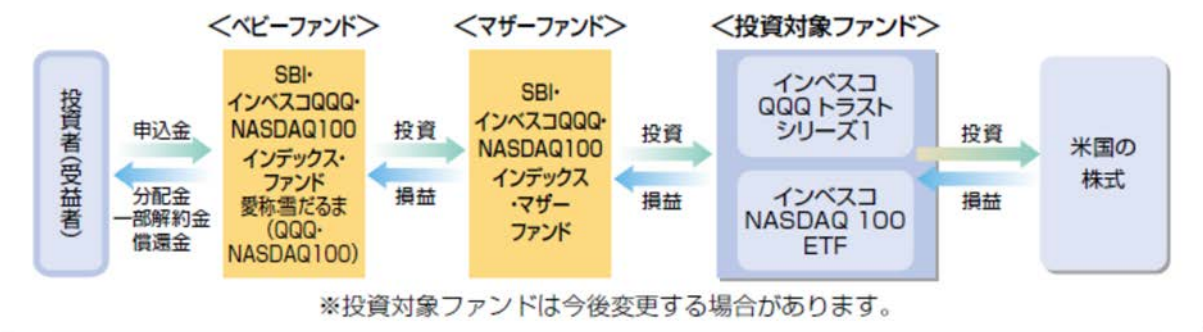 ＜ベビーファンド＞
＜マザーファンド＞
＜投資対象ファンド＞
投資者(受益者)
申込金
分配金
一部解約金
償還金
SBI・
インベスコQQQ・
NASDAQ100
インデックス・
ファンド
愛称:雪だるま
(QQQ・
NASDAQ100)
投資
損益
SBI・
インベスコQQQ・
NASDAQ100
インデックス
・マザー
ファンド
投資
損益
インベスコ
QQQ トラスト
シリーズ1
インベスコ
NASDAQ 100
ETF
投資
損益
米国の
株式
※投資対象ファンドは今後変更する場合があります。